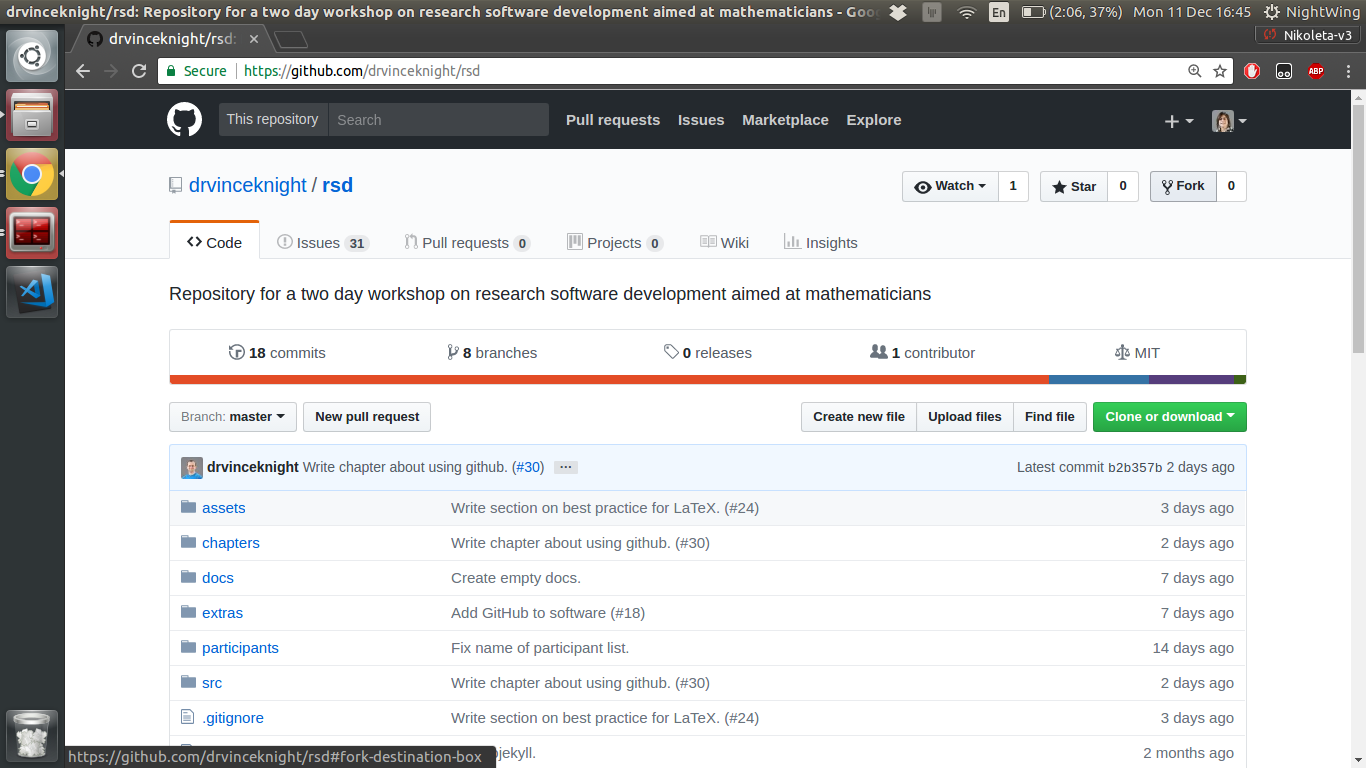 drvinceknight/rsd: Repository for a two day workshop on research software development aimed at mathematicians - Goo
En (2:06, 37%) Mon 11 Dec 16:45 NightWing
drvinceknight/rsd: Nikoleta-v3
Secure https://github.com/drvinceknight/rsd ABP
This repository Search Pull requests Issues Marketplace Explore
drvinceknight / rsd Watch 1 Star 0 Fork 0
Code Issues 31 Pull requests 0 Projects 0 Wiki Insights
Repository for a two day workshop on research software development aimed at mathematicians
18 commits 8 branches 0 releases 1 contributor MIT
Branch: master New pull request Create new file Upload files Find file Clone or download
drvinceknight Write chapter about using github. (#30) ... Latest commit b2b357b 2 days ago
assets Write section on best practice for LaTeX. (#24) 3 days ago
chapters Write chapter about using github. (#30) 2 days ago
docs Create empty docs. 7 days ago
extras Add GitHub to software (#18) 7 days ago
participants Fix name of participant list. 14 days ago
src Write chapter about using github. (#30) 2 days ago
.gitignore Write section on best practice for LaTeX. (#24) 3 days ago
jekyll. 2 months ago
https://github.com/drvinceknight/rsd#fork-destination-box